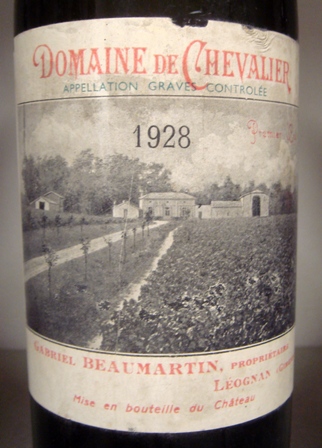 DOMAINE DE CHEVALIER
APPELLATION GRAVES CONTROLÉE
Premier
1928
GABRIEL BEAUMARTIN, PROPRIÉTAIRE
LÉOGNAN
Mise en bouteille du Château